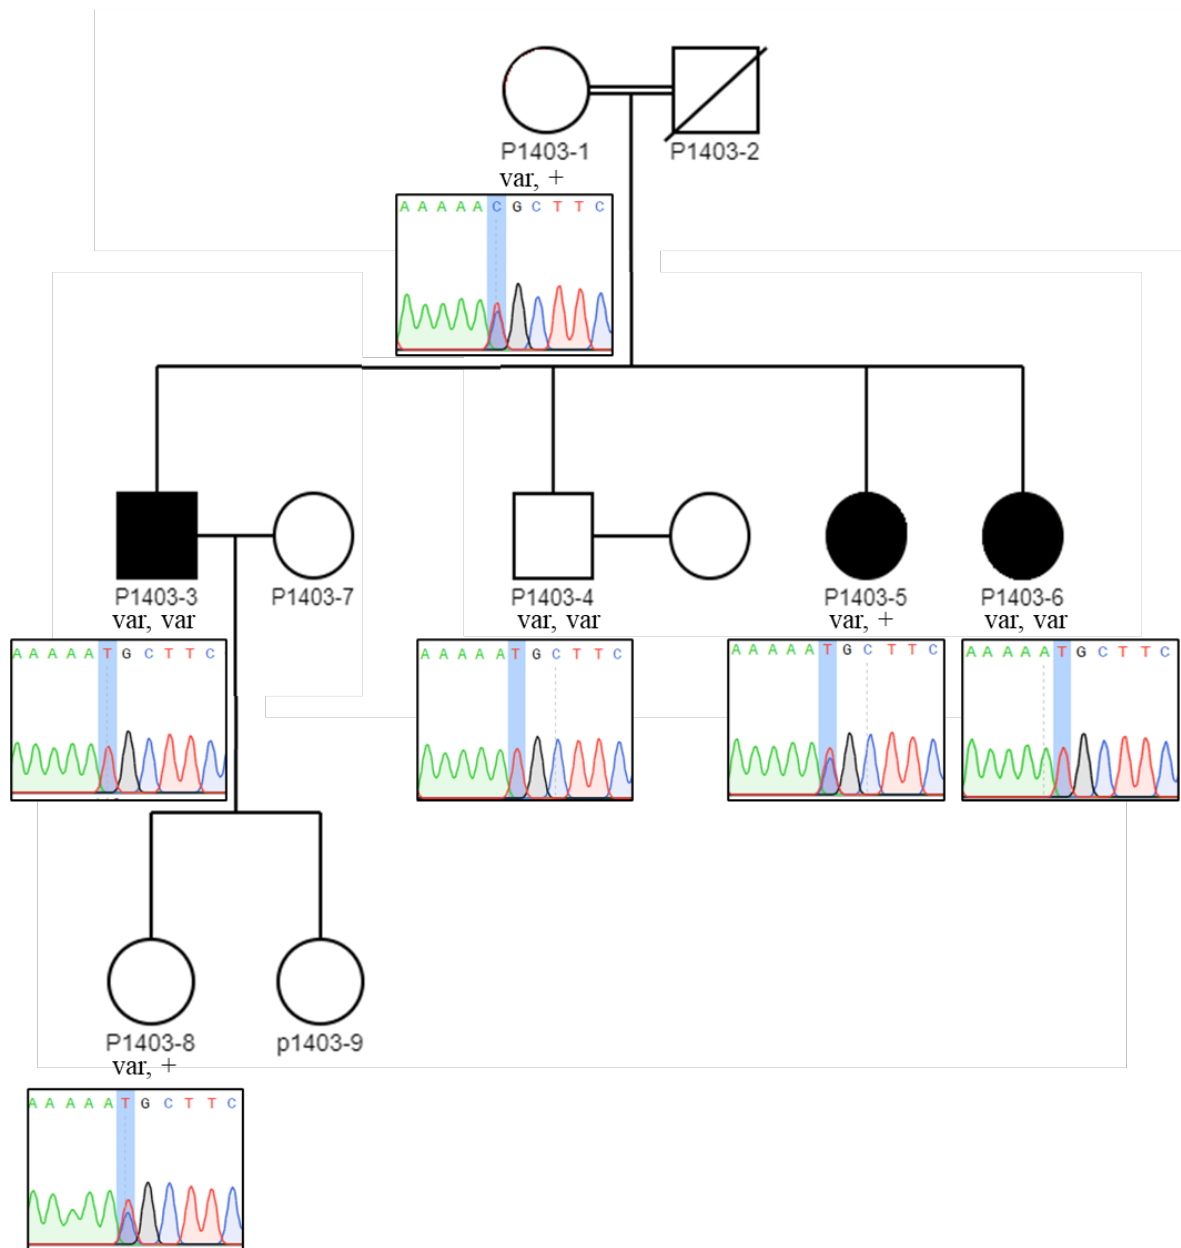 P1403-1
P1403-2
var, +
A A A A A C G C T T C
P1403-3
P1403-7
P1403-4
P1403-5
P1403-6
var, var
var, var
var, +
var, var
A A A A A T G C T T C
A A A A A T G C T T C
A A A A A T G C T T C
A A A A A T G C T T C
P1403-8
p1403-9
var, +
A A A A A T G C T T C